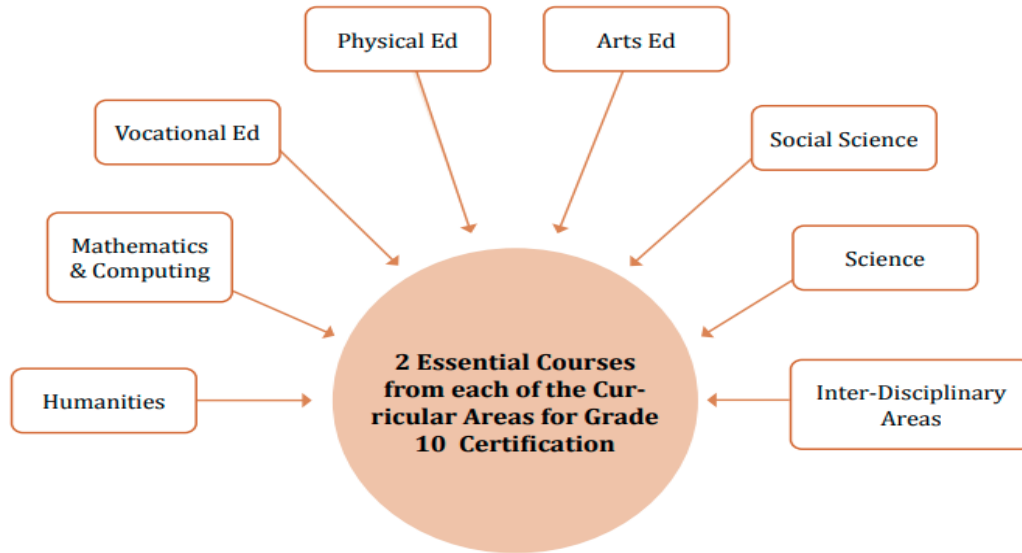 Physical Ed
Arts Ed
Vocational Ed
Social Science
Mathematics
& Computing
Science
Humanities
2 Essential Courses
from each of the Cur-
ricular Areas for Grade
10 Certification
Inter-Disciplinary
Areas